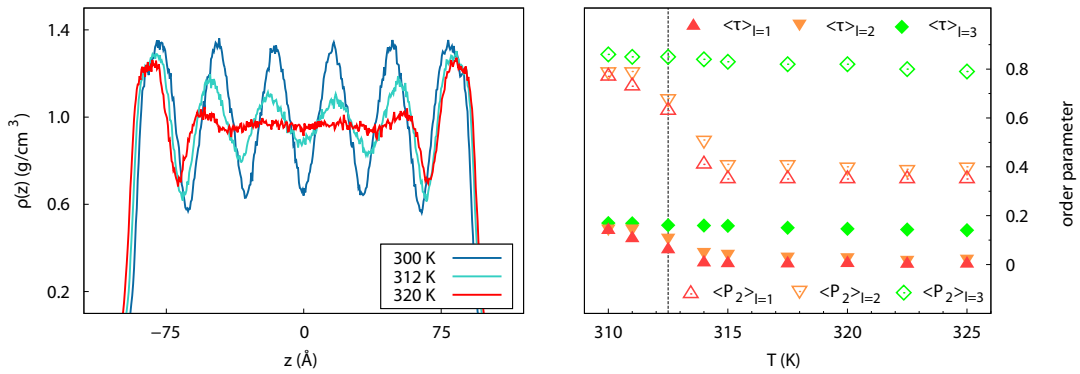 1.4
1.0
0.6
0.2
ρ(z) (g/cm⁻³)
−75 0 75
z (Å)
300 K
312 K
320 K
<τ>l=1 <τ>l=2 <τ>l=3
0.8
0.6
0.4
0.2
0
order parameter
<P2>l=1 <P2>l=2 <P2>l=3
310 315 320 325
T (K)